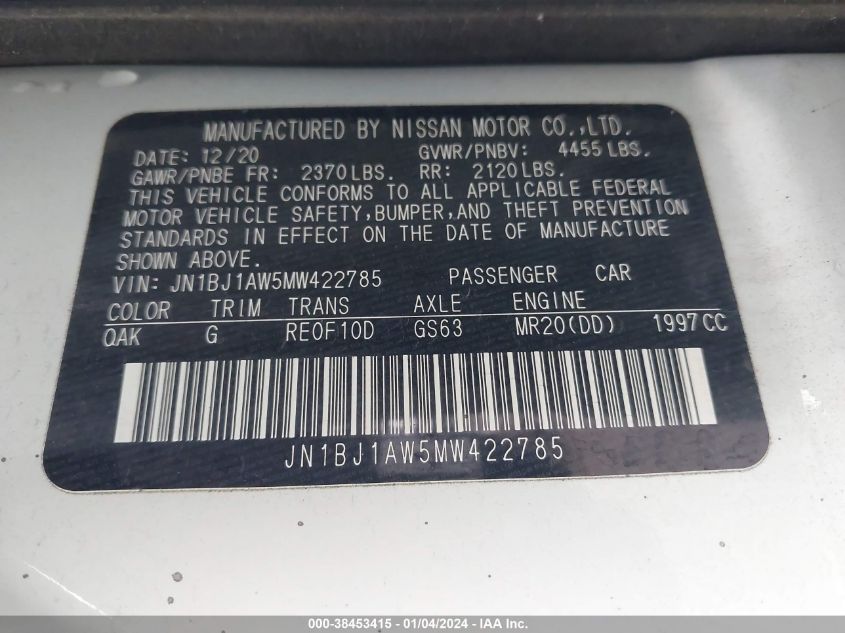 MANUFACTURED BY NISSAN MOTOR CO.,LTD.
DATE: 12/20 GVWR/PNBV: 4455 LBS.
GAWR/PNBE FR: 2370LBS. RR: 2120LBS.
THIS VEHICLE CONFORMS TO ALL APPLICABLE FEDERAL
MOTOR VEHICLE SAFETY,BUMPER,AND THEFT PREVENTION
STANDARDS IN EFFECT ON THE DATE OF MANUFACTURE
SHOWN ABOVE.
VIN: JN1BJ1AW5MW422785 PASSENGER CAR
COLOR TRIM TRANS AXLE ENGINE
QAK G RE0F10D GS63 MR20(DD) 1997CC
JN1BJ1AW5MW422785
000-38453415 - 01/04/2024 - IAA Inc.